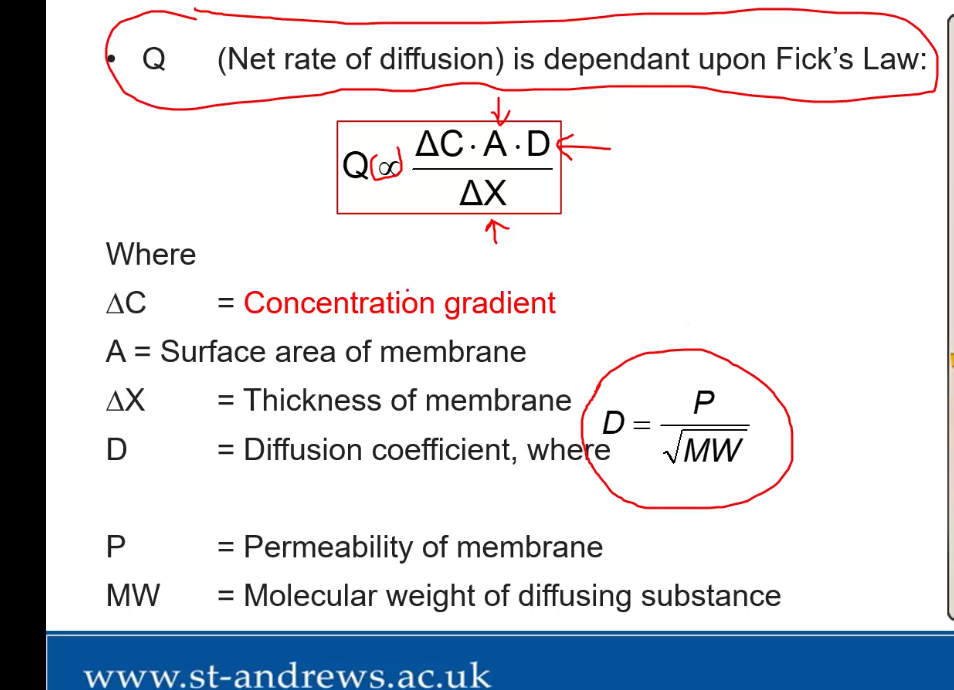 • Q (Net rate of diffusion) is dependant upon Fick's Law:
Q ∝ ΔC · A · D
ΔX
Where
ΔC = Concentration gradient
A = Surface area of membrane
ΔX = Thickness of membrane
D = Diffusion coefficient, where D = P / √MW
P = Permeability of membrane
MW = Molecular weight of diffusing substance
www.st-andrews.ac.uk